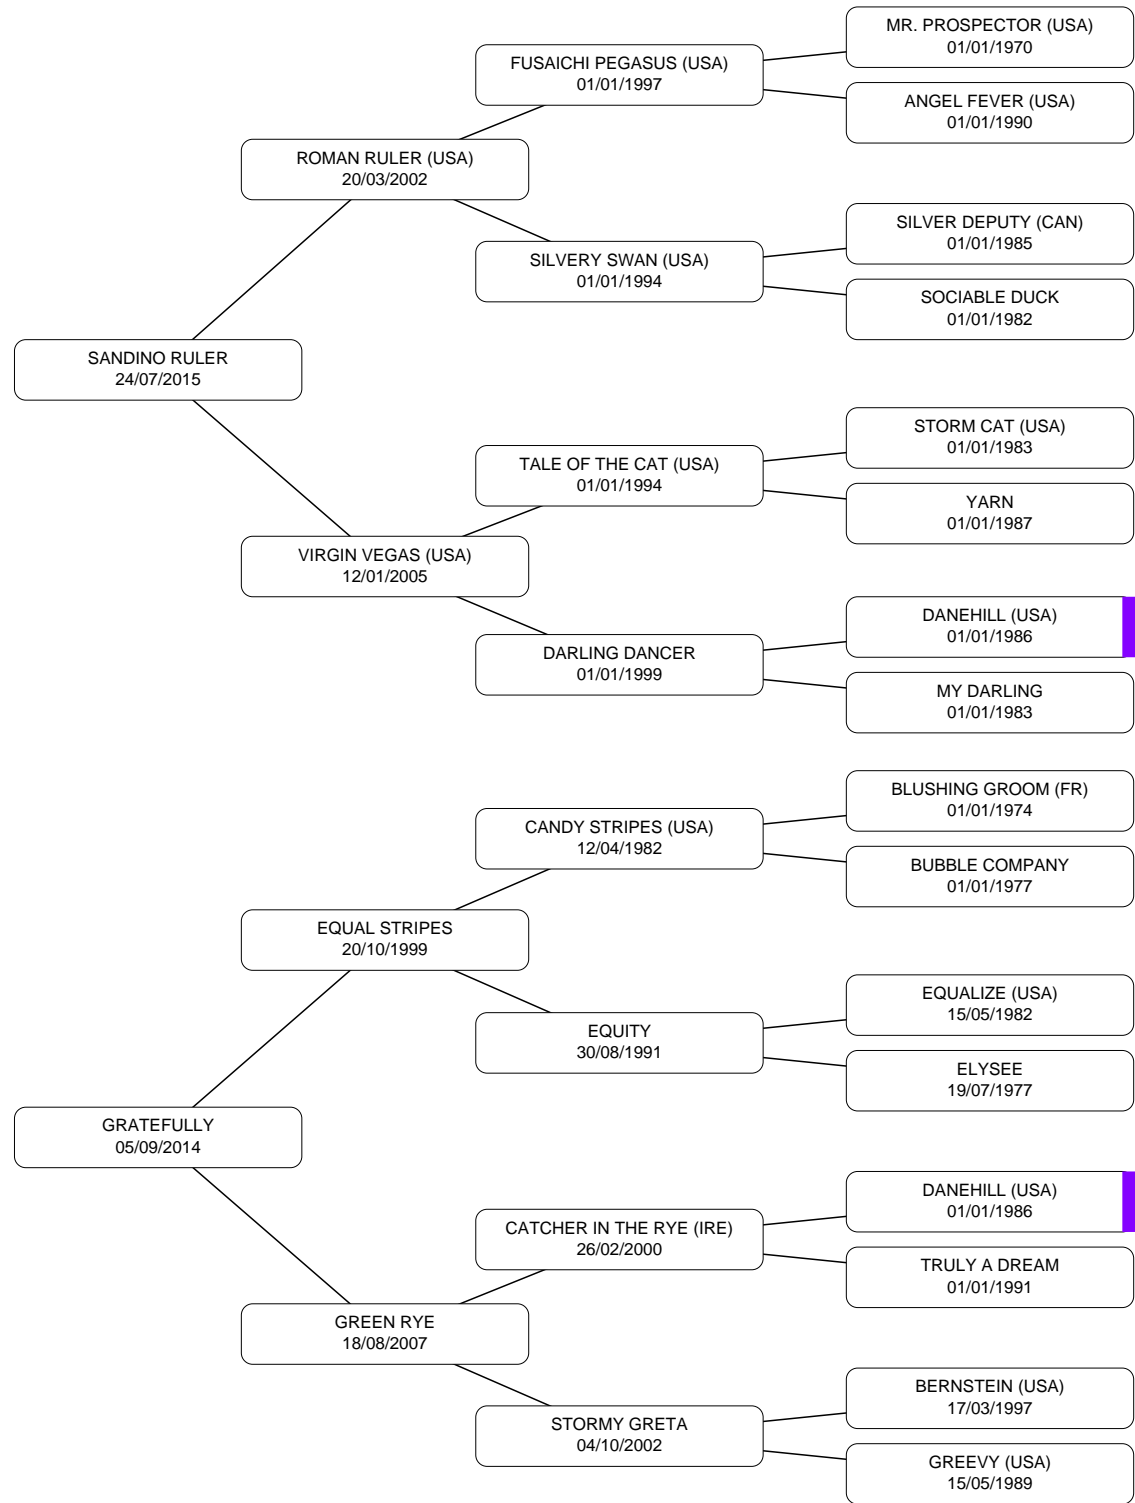 MR. PROSPECTOR (USA)
01/01/1970
FUSAICHI PEGASUS (USA)
01/01/1997
ANGEL FEVER (USA)
01/01/1990
ROMAN RULER (USA)
20/03/2002
SILVER DEPUTY (CAN)
01/01/1985
SILVERY SWAN (USA)
01/01/1994
SOCIABLE DUCK
01/01/1982
SANDINO RULER
24/07/2015
STORM CAT (USA)
01/01/1983
TALE OF THE CAT (USA)
01/01/1994
YARN
01/01/1987
VIRGIN VEGAS (USA)
12/01/2005
DANEHILL (USA)
01/01/1986
DARLING DANCER
01/01/1999
MY DARLING
01/01/1983
BLUSHING GROOM (FR)
01/01/1974
CANDY STRIPES (USA)
12/04/1982
BUBBLE COMPANY
01/01/1977
EQUAL STRIPES
20/10/1999
EQUALIZE (USA)
15/05/1982
EQUITY
30/08/1991
ELYSEE
19/07/1977
GRATEFULLY
05/09/2014
DANEHILL (USA)
01/01/1986
CATCHER IN THE RYE (IRE)
26/02/2000
TRULY A DREAM
01/01/1991
GREEN RYE
18/08/2007
BERNSTEIN (USA)
17/03/1997
STORMY GRETA
04/10/2002
GREEVY (USA)
15/05/1989